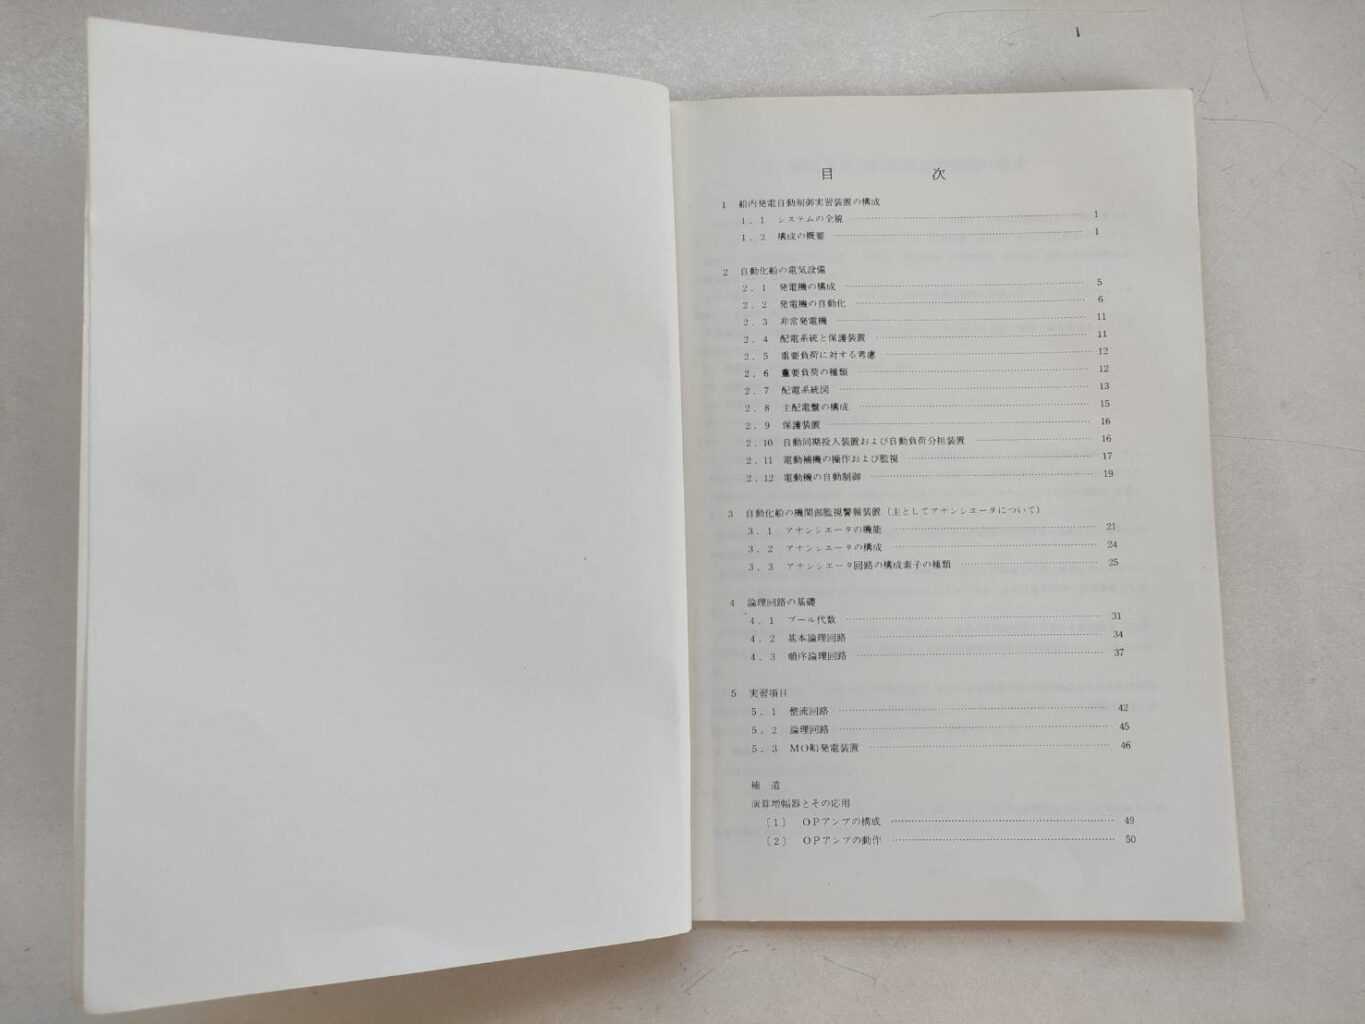 目 次
1 船内発電自動制御実習装置の構成
1.1 システムの全貌 1
1.2 構成の概要 1
2 自動化船の電気設備
2.1 発電機の構成 5
2.2 発電機の自動化 6
2.3 非常発電機 11
2.4 配電系統と保護装置 11
2.5 重要負荷に対する考慮 12
2.6 重要負荷の種類 12
2.7 配電系統図 13
2.8 主配電盤の構成 15
2.9 保護装置 16
2.10 自動同期投入装置および自動負荷分担装置 16
2.11 電動補機の操作および監視 17
2.12 電動機の自動制御 19
3 自動化船の機関部監視警報装置(主としてアナンシエータについて)
3.1 アナンシエータの機能 21
3.2 アナンシエータの構成 24
3.3 アナンシエータ回路の構成素子の種類 25
4 論理回路の基礎
4.1 ブール代数 31
4.2 基本論理回路 34
4.3 順序論理回路 37
5 実習項目
5.1 整流回路 42
5.2 論理回路 45
5.3 MO船発電装置 46
補 遺
演算増幅器とその応用
〔1〕 OPアンプの構成 49
〔2〕 OPアンプの動作 50